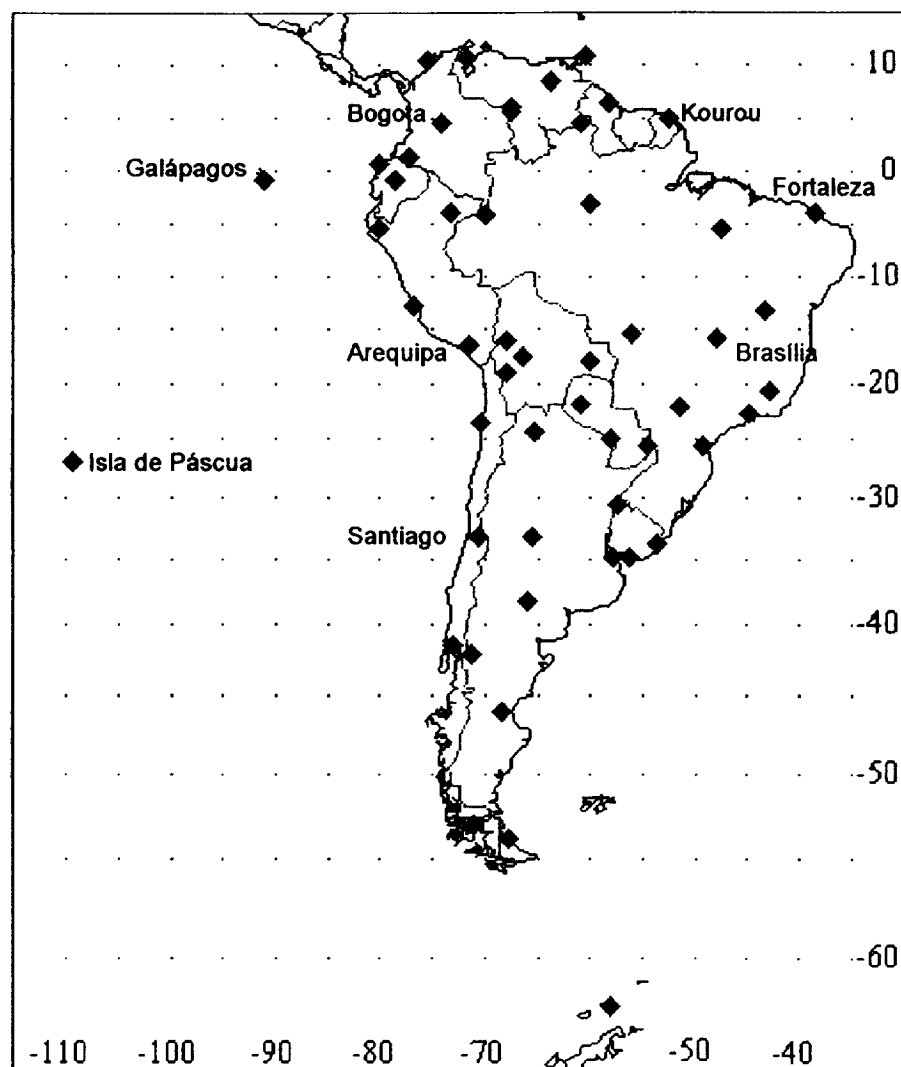 10
Bogota
Kourou
Galápagos
0
Fortaleza
-10
Arequipa
Brasília
-20
Isla de Páscua
-30
Santiago
-40
-50
-60
-110 -100 -90 -80 -70 -50 -40